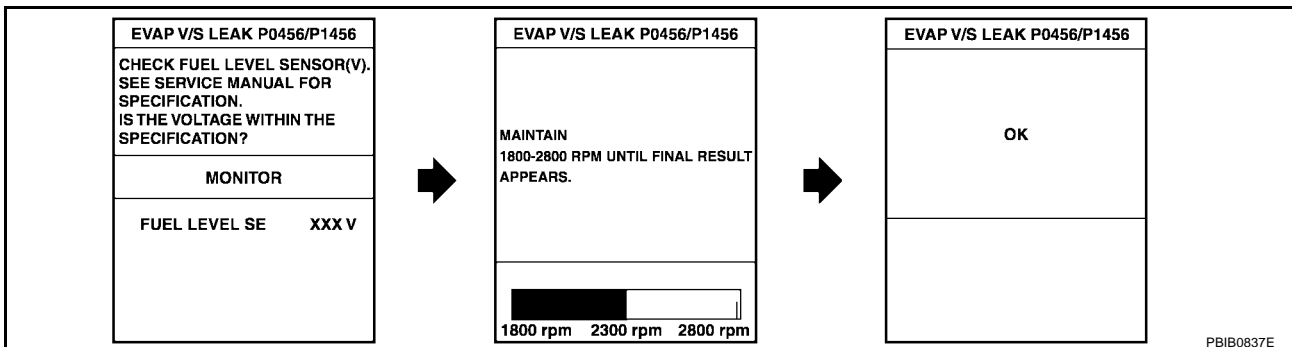 EVAP V/S LEAK P0456/P1456
CHECK FUEL LEVEL SENSOR(V).
SEE SERVICE MANUAL FOR
SPECIFICATION.
IS THE VOLTAGE WITHIN THE
SPECIFICATION?
MONITOR
FUEL LEVEL SE XXX V
EVAP V/S LEAK P0456/P1456
MAINTAIN
1800-2800 RPM UNTIL FINAL RESULT
APPEARS.
1800 rpm 2300 rpm 2800 rpm
EVAP V/S LEAK P0456/P1456
OK
PBIB0837E